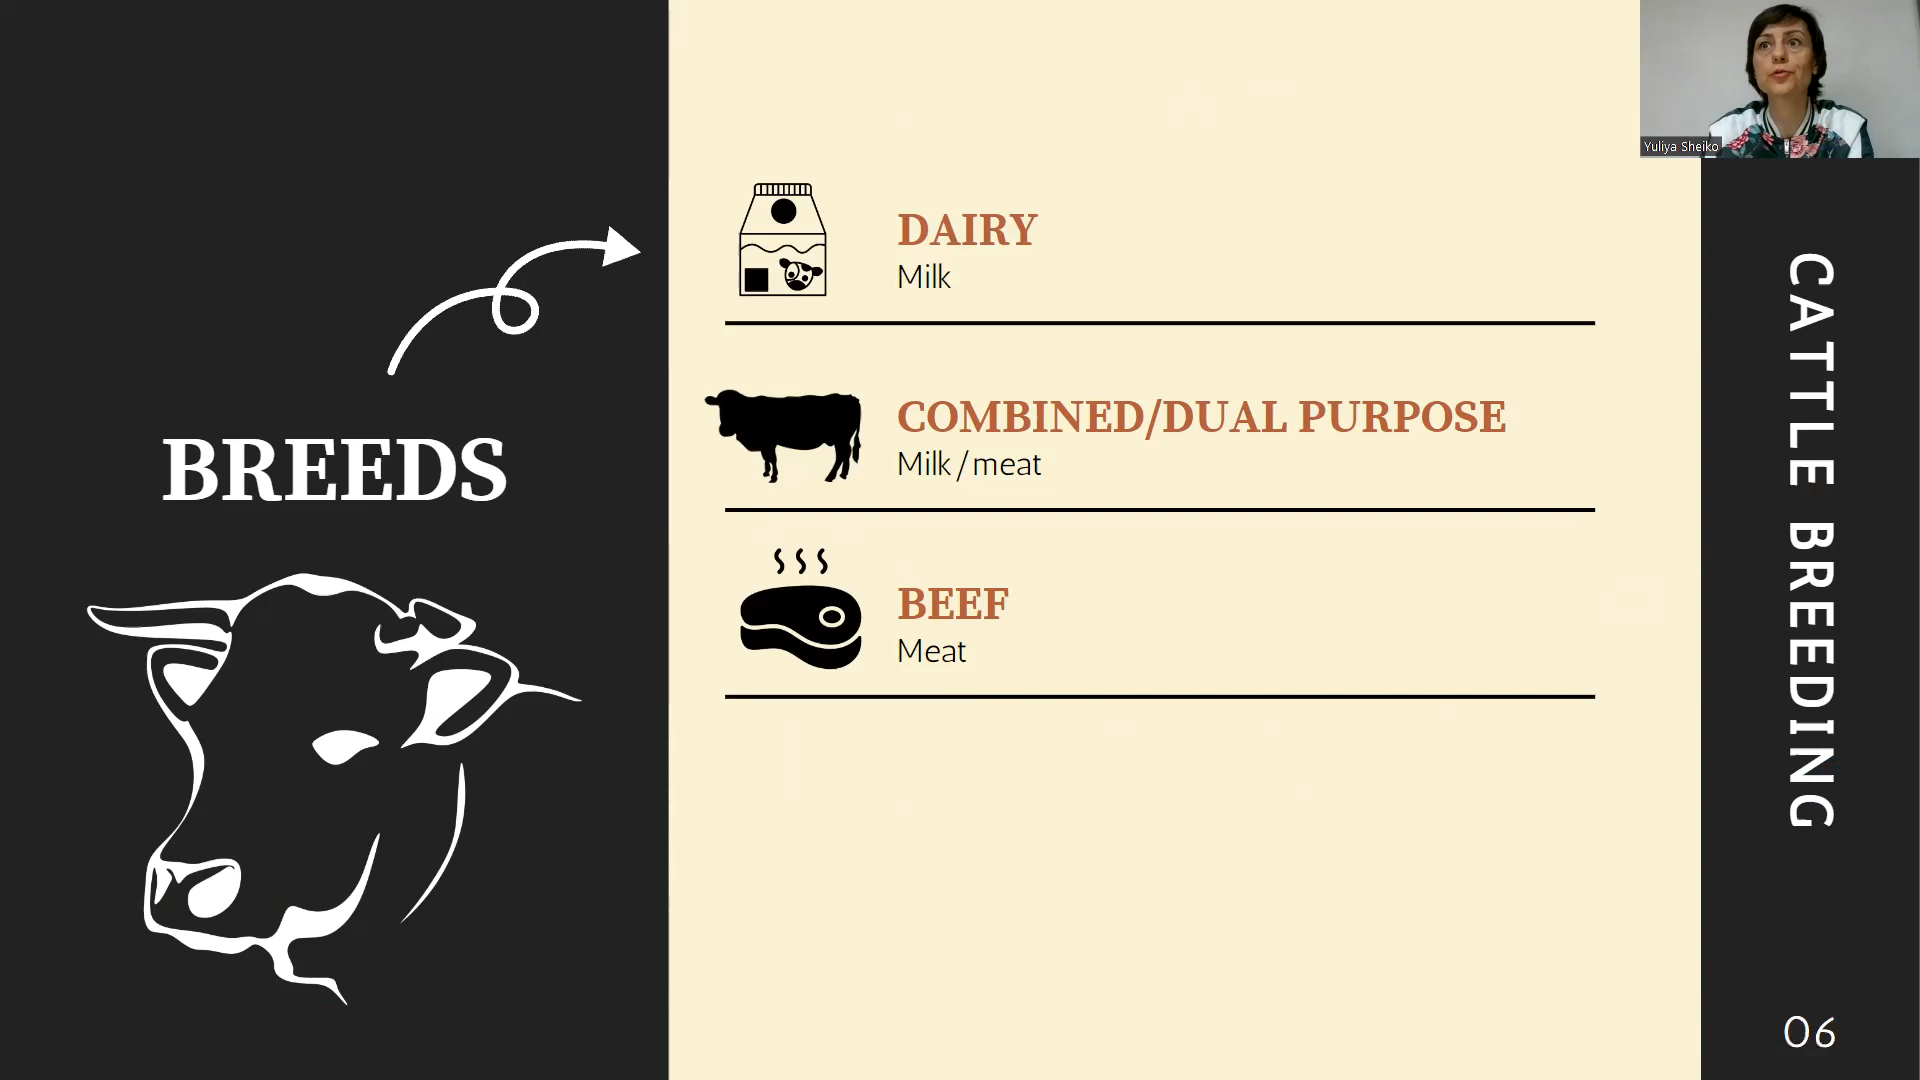 BREEDS
DAIRY
Milk
COMBINED/DUAL PURPOSE
Milk/meat
BEEF
Meat
Yuliya Sheiko
CATTLE BREEDING
06